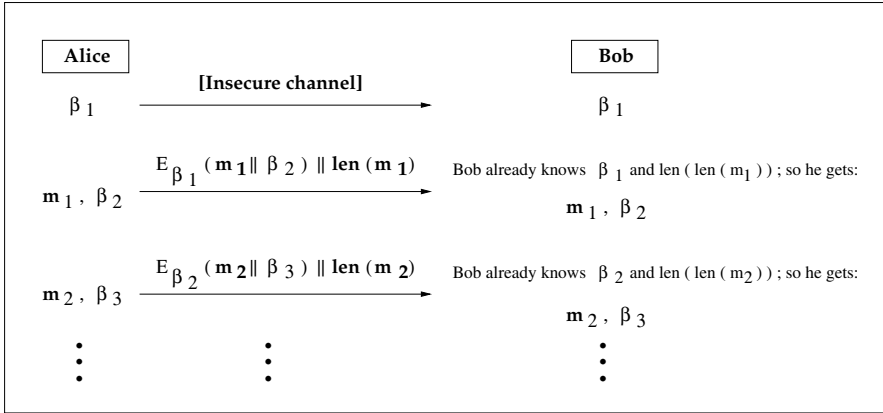 Alice Bob
[Insecure channel]
β 1 β 1
E β 1 ( m 1 || β 2 ) || len ( m 1 )
Bob already knows β 1 and len ( len ( m 1 ) ) ; so he gets:
m 1 , β 2 m 1 , β 2
E β 2 ( m 2 || β 3 ) || len ( m 2 )
Bob already knows β 2 and len ( len ( m 2 ) ) ; so he gets:
m 2 , β 3 m 2 , β 3